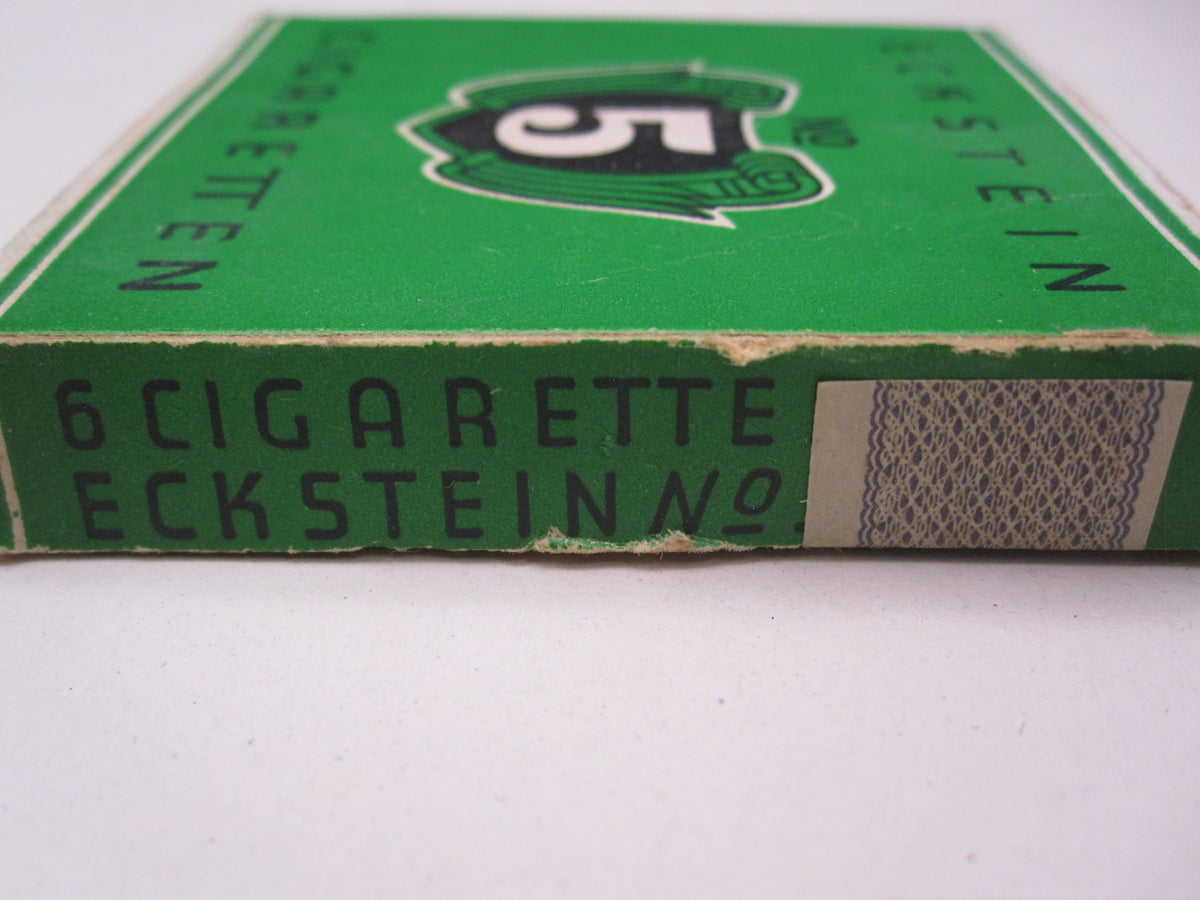 ECKSTEIN
No
5
CIGARETTEN
6 CIGARETTE
ECKSTEIN No.